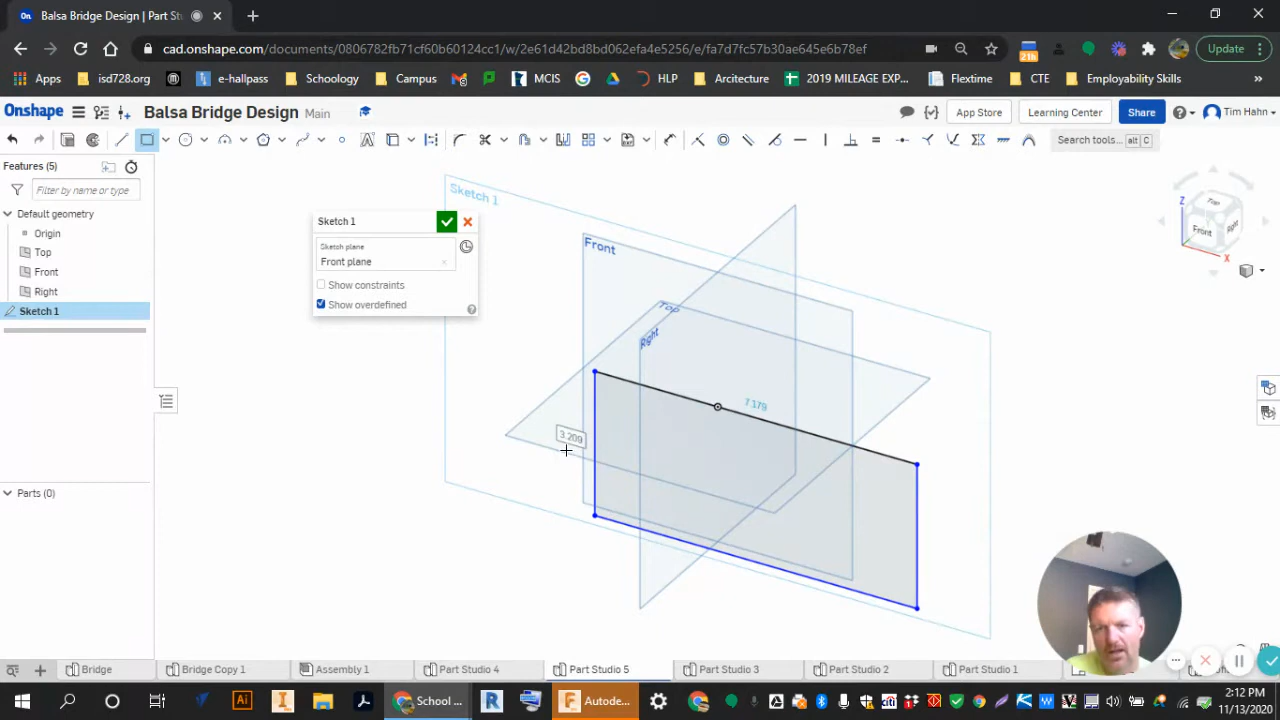 Balsa Bridge Design | Part St
cad.onshape.com/documents/0806782fb71cf60b60124cc1/w/2e61d42bd8bd062efa4e5256/e/fa7d7fc57b30ae645e6b78ef
21h
Update
Apps
isd728.org
e-hallpass
Schoology
Campus
MCIS
HLP
Arcitecture
2019 MILEAGE EXP...
Flextime
CTE
Employability Skills
»
Onshape
Balsa Bridge Design
Main
App Store
Learning Center
Share
Tim Hahn
Search tools...
alt
C
Features (5)
Filter by name or type
Default geometry
Origin
Top
Front
Right
Sketch 1
Parts (0)
Sketch 1
Sketch plane
Front plane
Show constraints
Show overdefined
Sketch 1
Front
Top
Right
7.179
3.209
Top
Front
Right
Z
X
Bridge
Bridge Copy 1
Assembly 1
Part Studio 4
Part Studio 5
Part Studio 3
Part Studio 2
Part Studio 1
School ...
Autode...
2:12 PM
11/13/2020